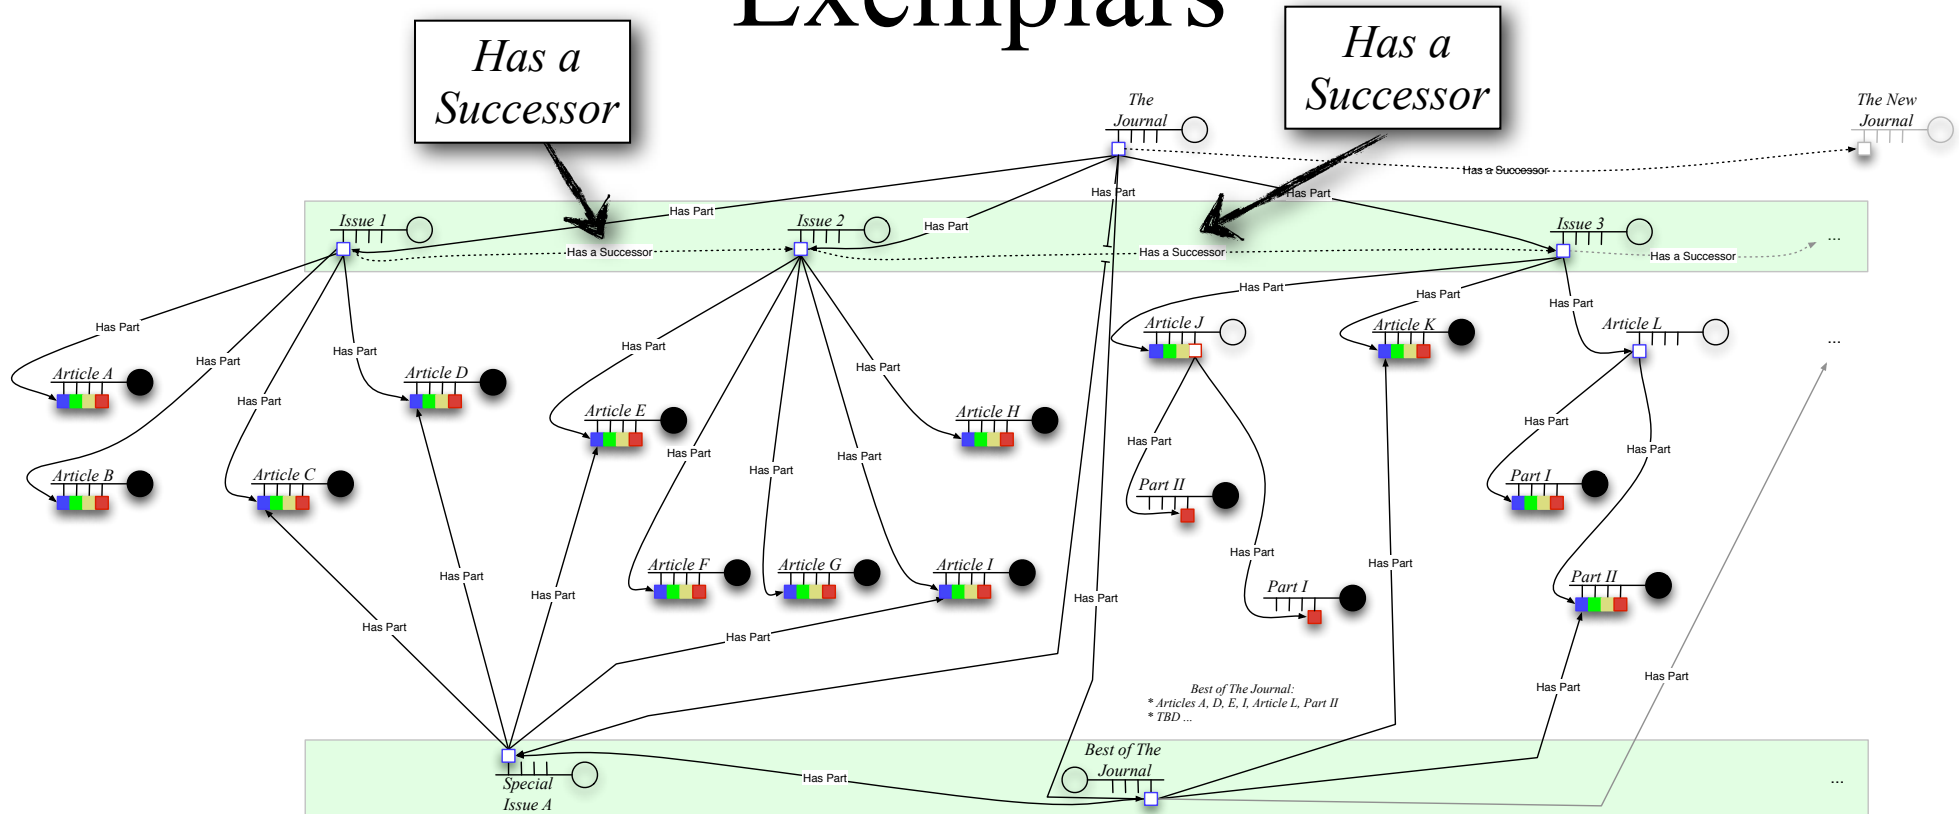 Exemplars
Has a
Successor
Has a
Successor
The
Journal
The New
Journal
Has a Successor
Has Part
Has Part
Has Part
Has Part
Issue 1
Issue 2
Issue 3
Has a Successor
Has a Successor
Has a Successor
...
Has Part
Has Part
Has Part
Has Part
Has Part
Has Part
Has Part
Has Part
Has Part
Has Part
Has Part
Has Part
Article A
Article B
Article C
Article D
Article E
Article F
Article G
Article H
Article I
Article J
Article K
Article L
...
Has Part
Has Part
Has Part
Has Part
Part II
Part I
Part I
Part II
Has Part
Has Part
Has Part
Has Part
Has Part
Has Part
Has Part
Has Part
Best of The Journal:
* Articles A, D, E, I, Article L, Part II
* TBD ...
Special
Issue A
Has Part
Best of The
Journal
...